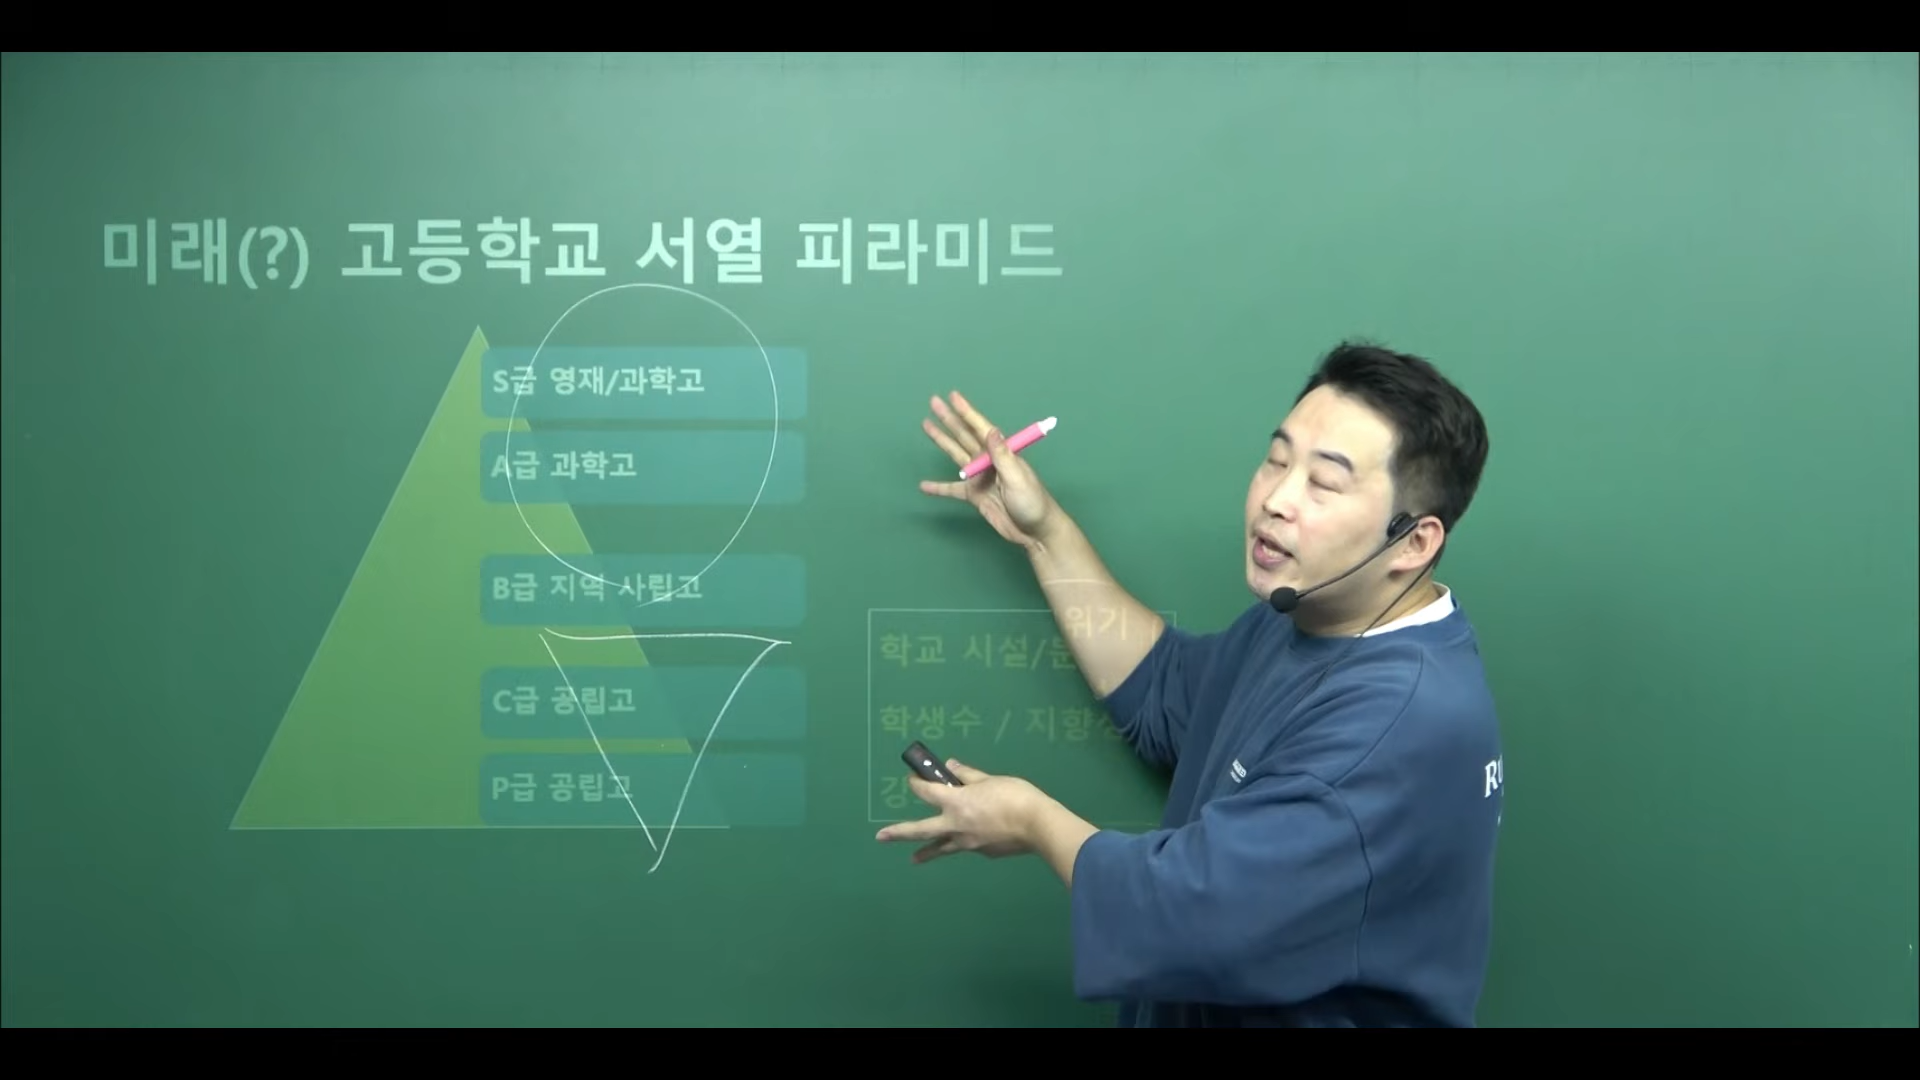 미래(?) 고등학교 서열 피라미드
S급 영재/과학고
A급 과학고
B급 지역 사립고
C급 공립고
P급 공립고
위기
학교 시설/
학생수 / 지향